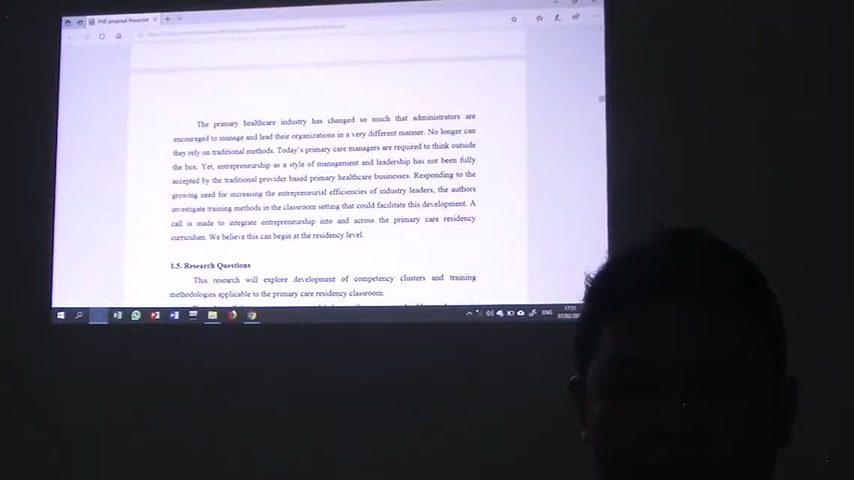 PhD proposal Presentat
The primary healthcare industry has changed so much that administrators are
encouraged to manage and lead their organizations in a very different manner. No longer can
they rely on traditional methods. Today's primary care managers are required to think outside
the box. Yet, entrepreneurship as a style of management and leadership has not been fully
accepted by the traditional provider based primary healthcare businesses. Responding to the
growing need for increasing the entrepreneurial efficiencies of industry leaders, the authors
investigate training methods in the classroom setting that could facilitate this development. A
call is made to integrate entrepreneurship into and across the primary care residency
curriculum. We believe this can begin at the residency level.
1.5. Research Questions
This research will explore development of competency clusters and training
methodologies applicable to the primary care residency classroom.
ENG
17:51